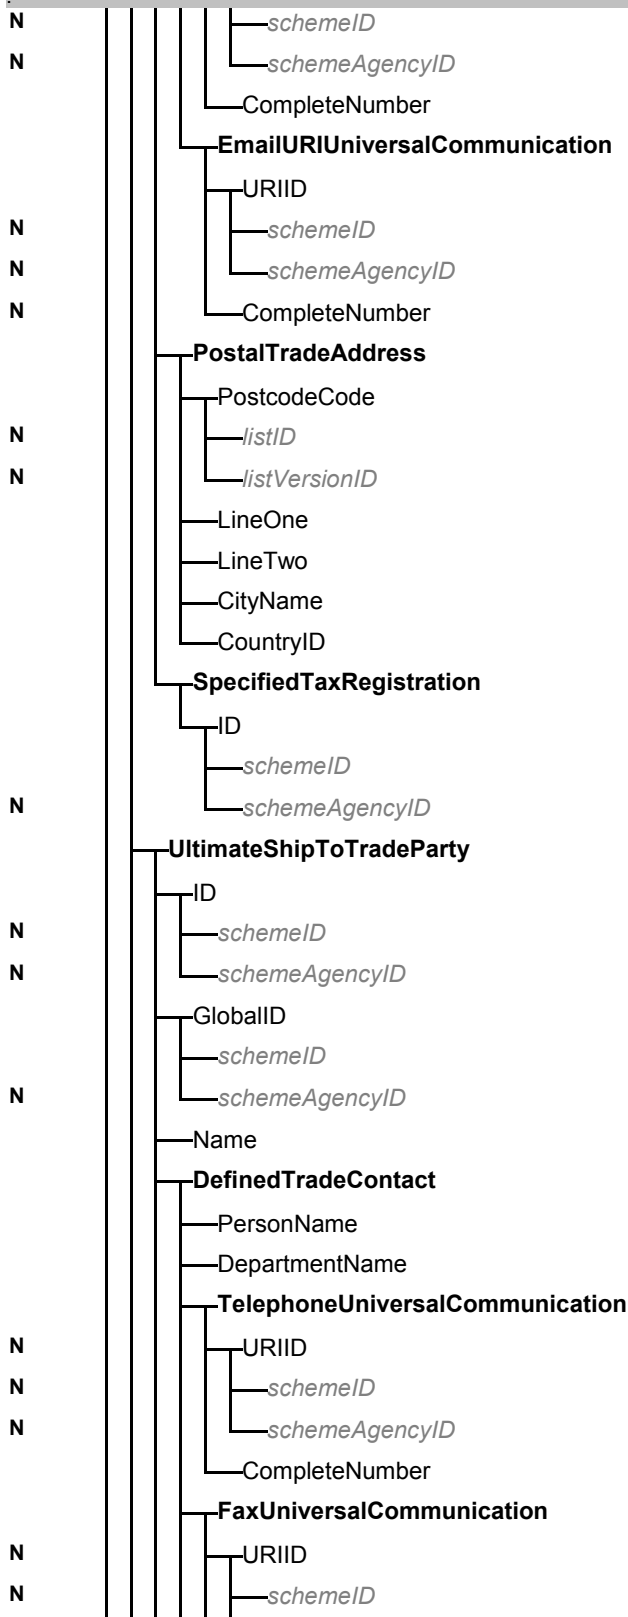 N schemeID
N schemeAgencyID
CompleteNumber
EmailURIUniversalCommunication
URIID
N schemeID
N schemeAgencyID
N CompleteNumber
PostalTradeAddress
PostcodeCode
N listID
N listVersionID
LineOne
LineTwo
CityName
CountryID
SpecifiedTaxRegistration
ID
schemeID
N schemeAgencyID
UltimateShipToTradeParty
ID
N schemeID
N schemeAgencyID
GlobalID
schemeID
N schemeAgencyID
Name
DefinedTradeContact
PersonName
DepartmentName
TelephoneUniversalCommunication
N URIID
N schemeID
N schemeAgencyID
CompleteNumber
FaxUniversalCommunication
N URIID
N schemeID